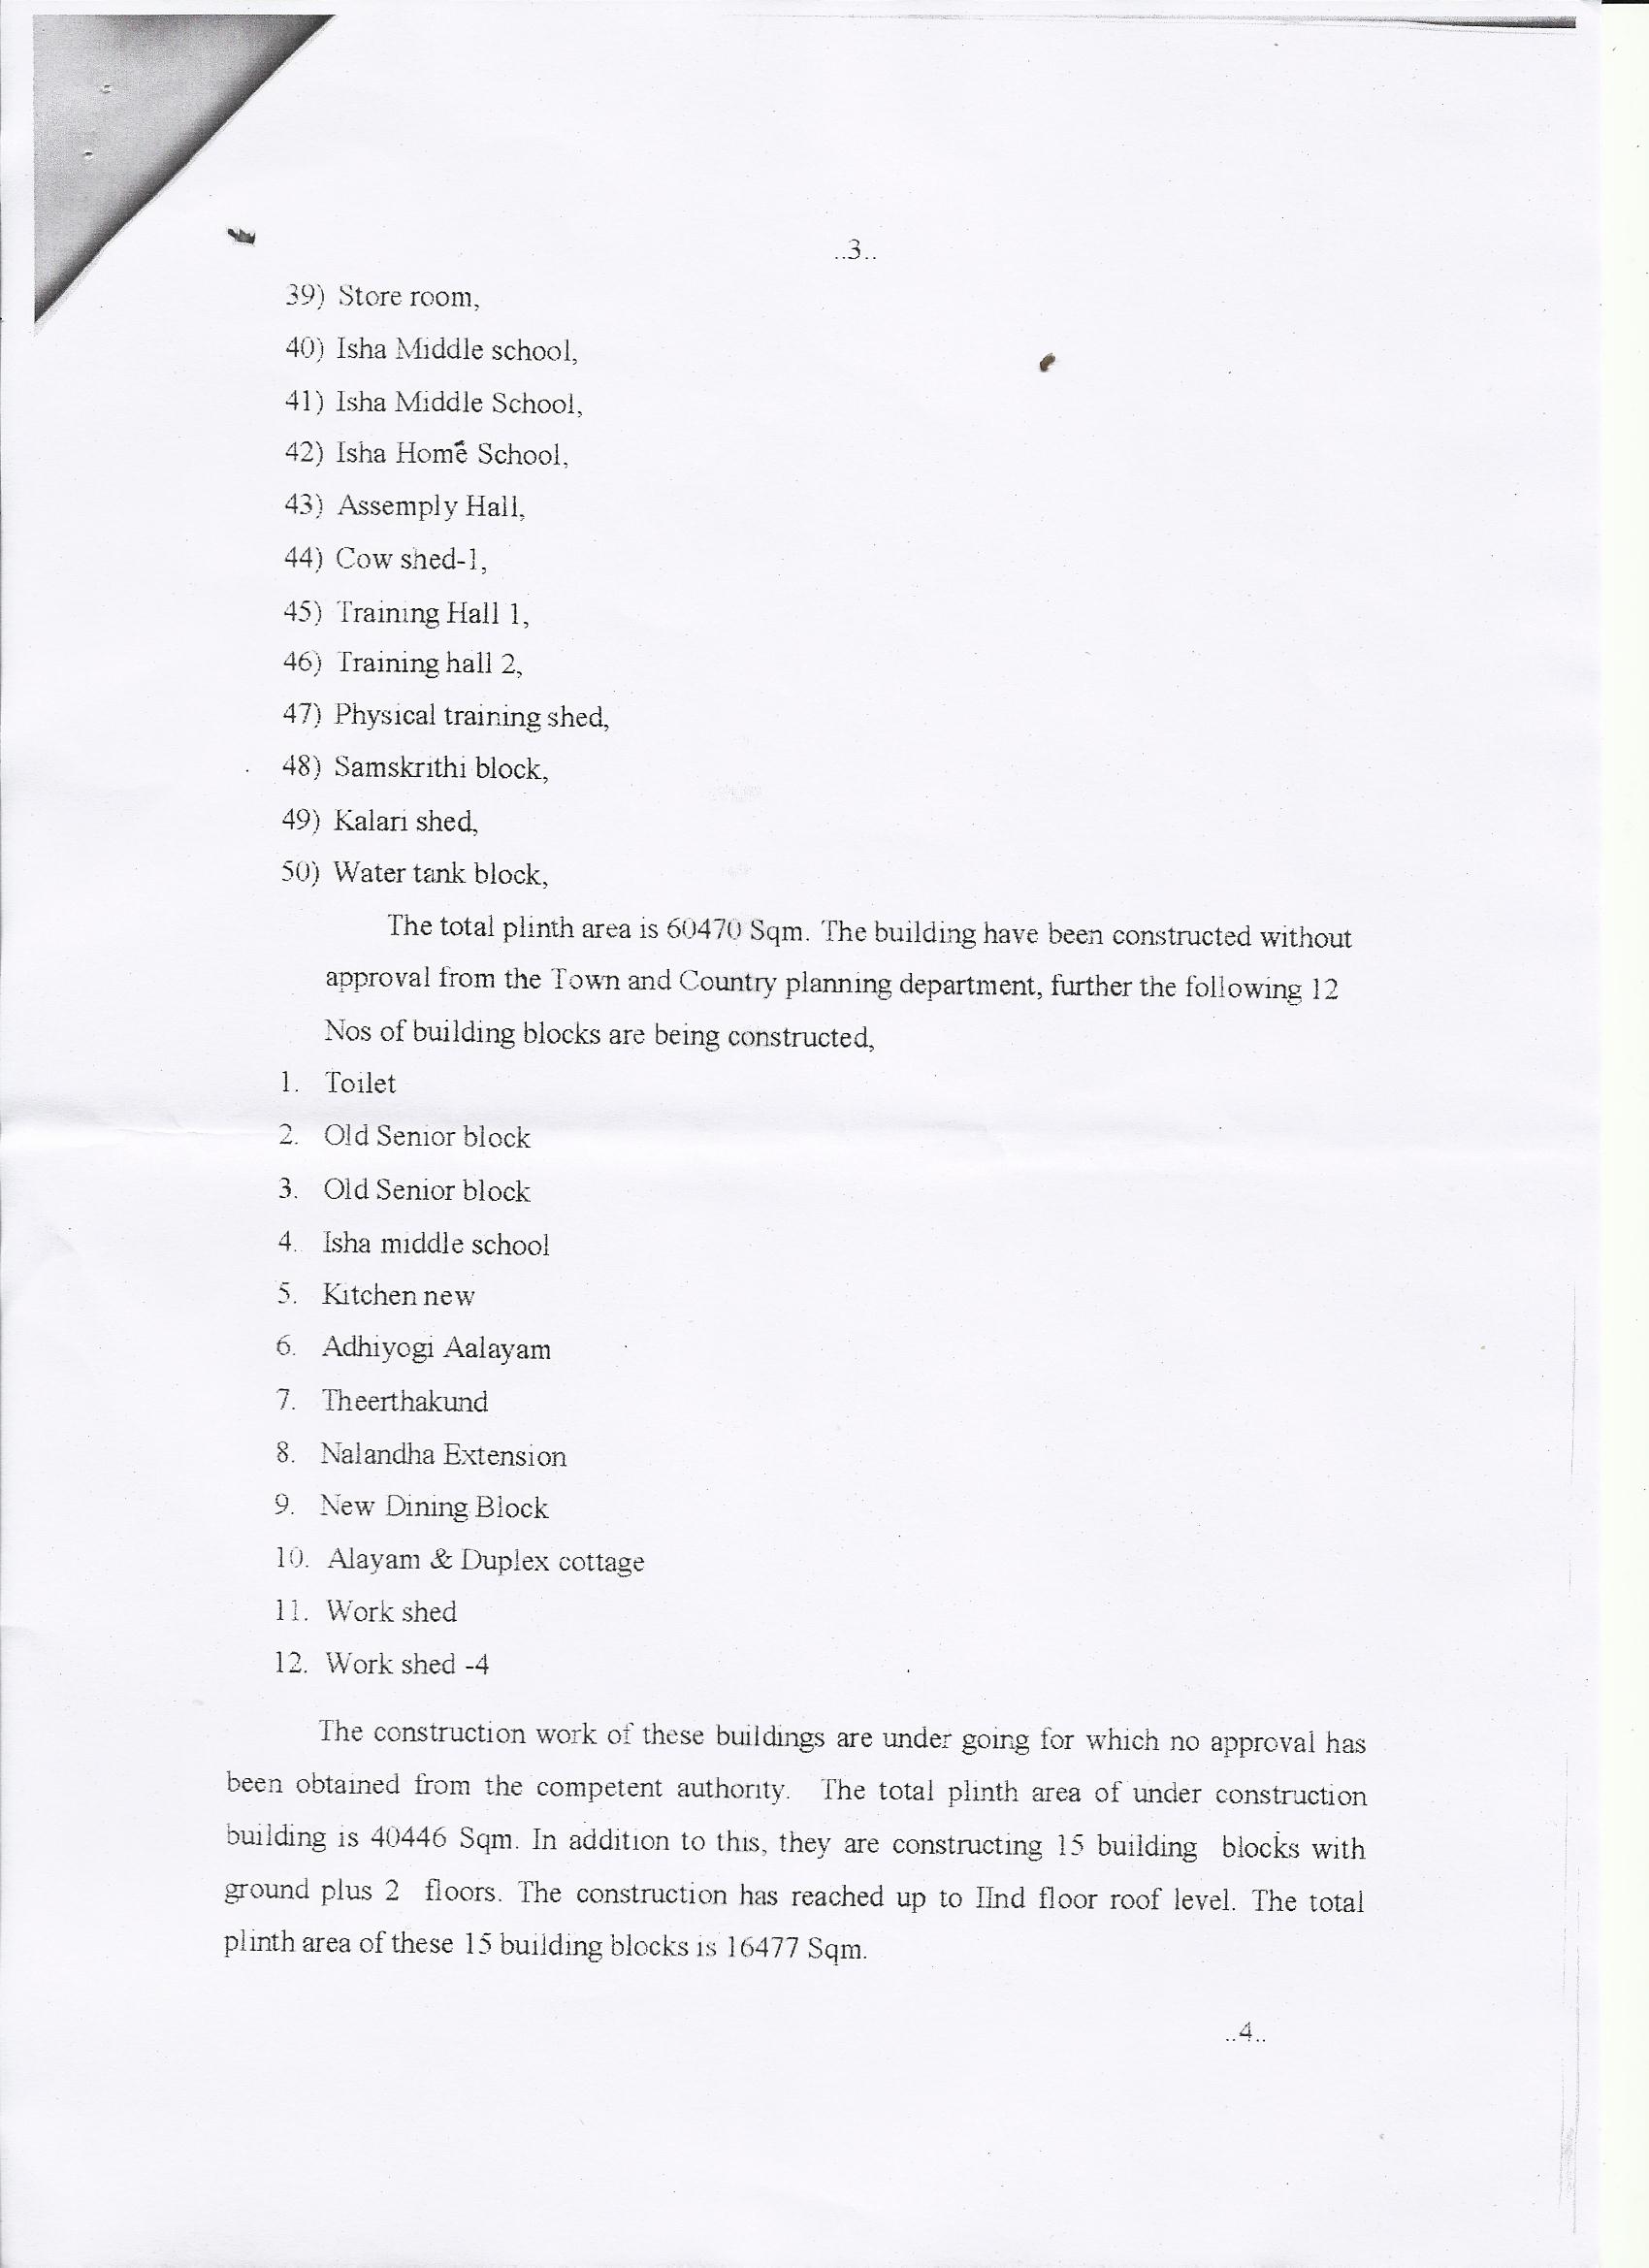 ..3..
39) Store room,
40) Isha Middle school,
41) Isha Middle School,
42) Isha Home School,
43) Assemply Hall,
44) Cow shed-1,
45) Training Hall 1,
46) Training hall 2,
47) Physical training shed,
48) Samskrithi block,
49) Kalari shed,
50) Water tank block,
The total plinth area is 60470 Sqm. The building have been constructed without
approval from the Town and Country planning department, further the following 12
Nos of building blocks are being constructed,
1. Toilet
2. Old Senior block
3. Old Senior block
4. Isha middle school
5. Kitchen new
6. Adhiyogi Aalayam
7. Theerthakund
8. Nalandha Extension
9. New Dining Block
10. Alayam & Duplex cottage
11. Work shed
12. Work shed -4
The construction work of these buildings are under going for which no approval has
been obtained from the competent authority. The total plinth area of under construction
building is 40446 Sqm. In addition to this, they are constructing 15 building blocks with
ground plus 2 floors. The construction has reached up to IInd floor roof level. The total
plinth area of these 15 building blocks is 16477 Sqm.
..4..